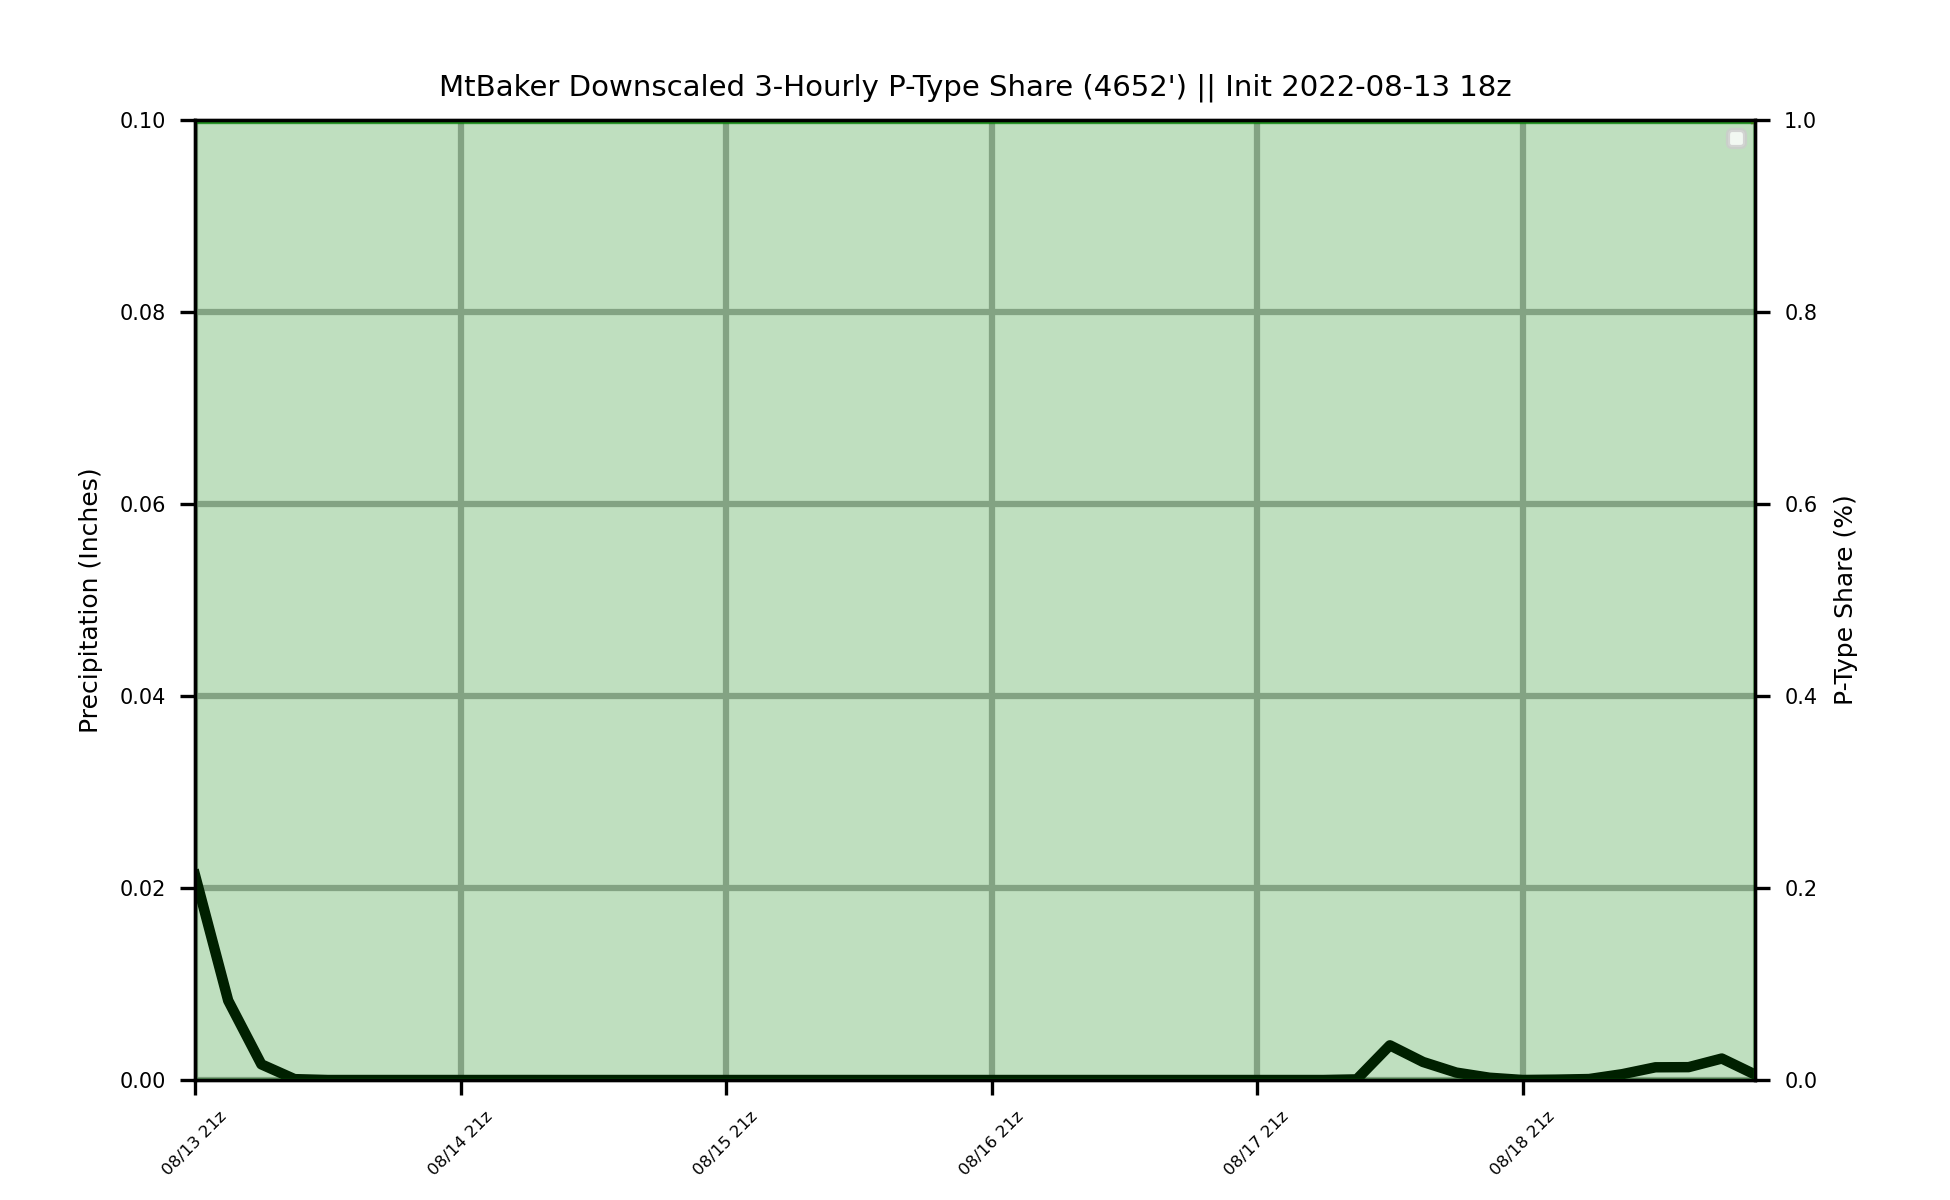 MtBaker Downscaled 3-Hourly P-Type Share (4652') || Init 2022-08-13 18z
0.10
0.08
0.06
0.04
0.02
0.00
Precipitation (Inches)
1.0
0.8
0.6
0.4
0.2
0.0
P-Type Share (%)
08/13 21z
08/14 21z
08/15 21z
08/16 21z
08/17 21z
08/18 21z